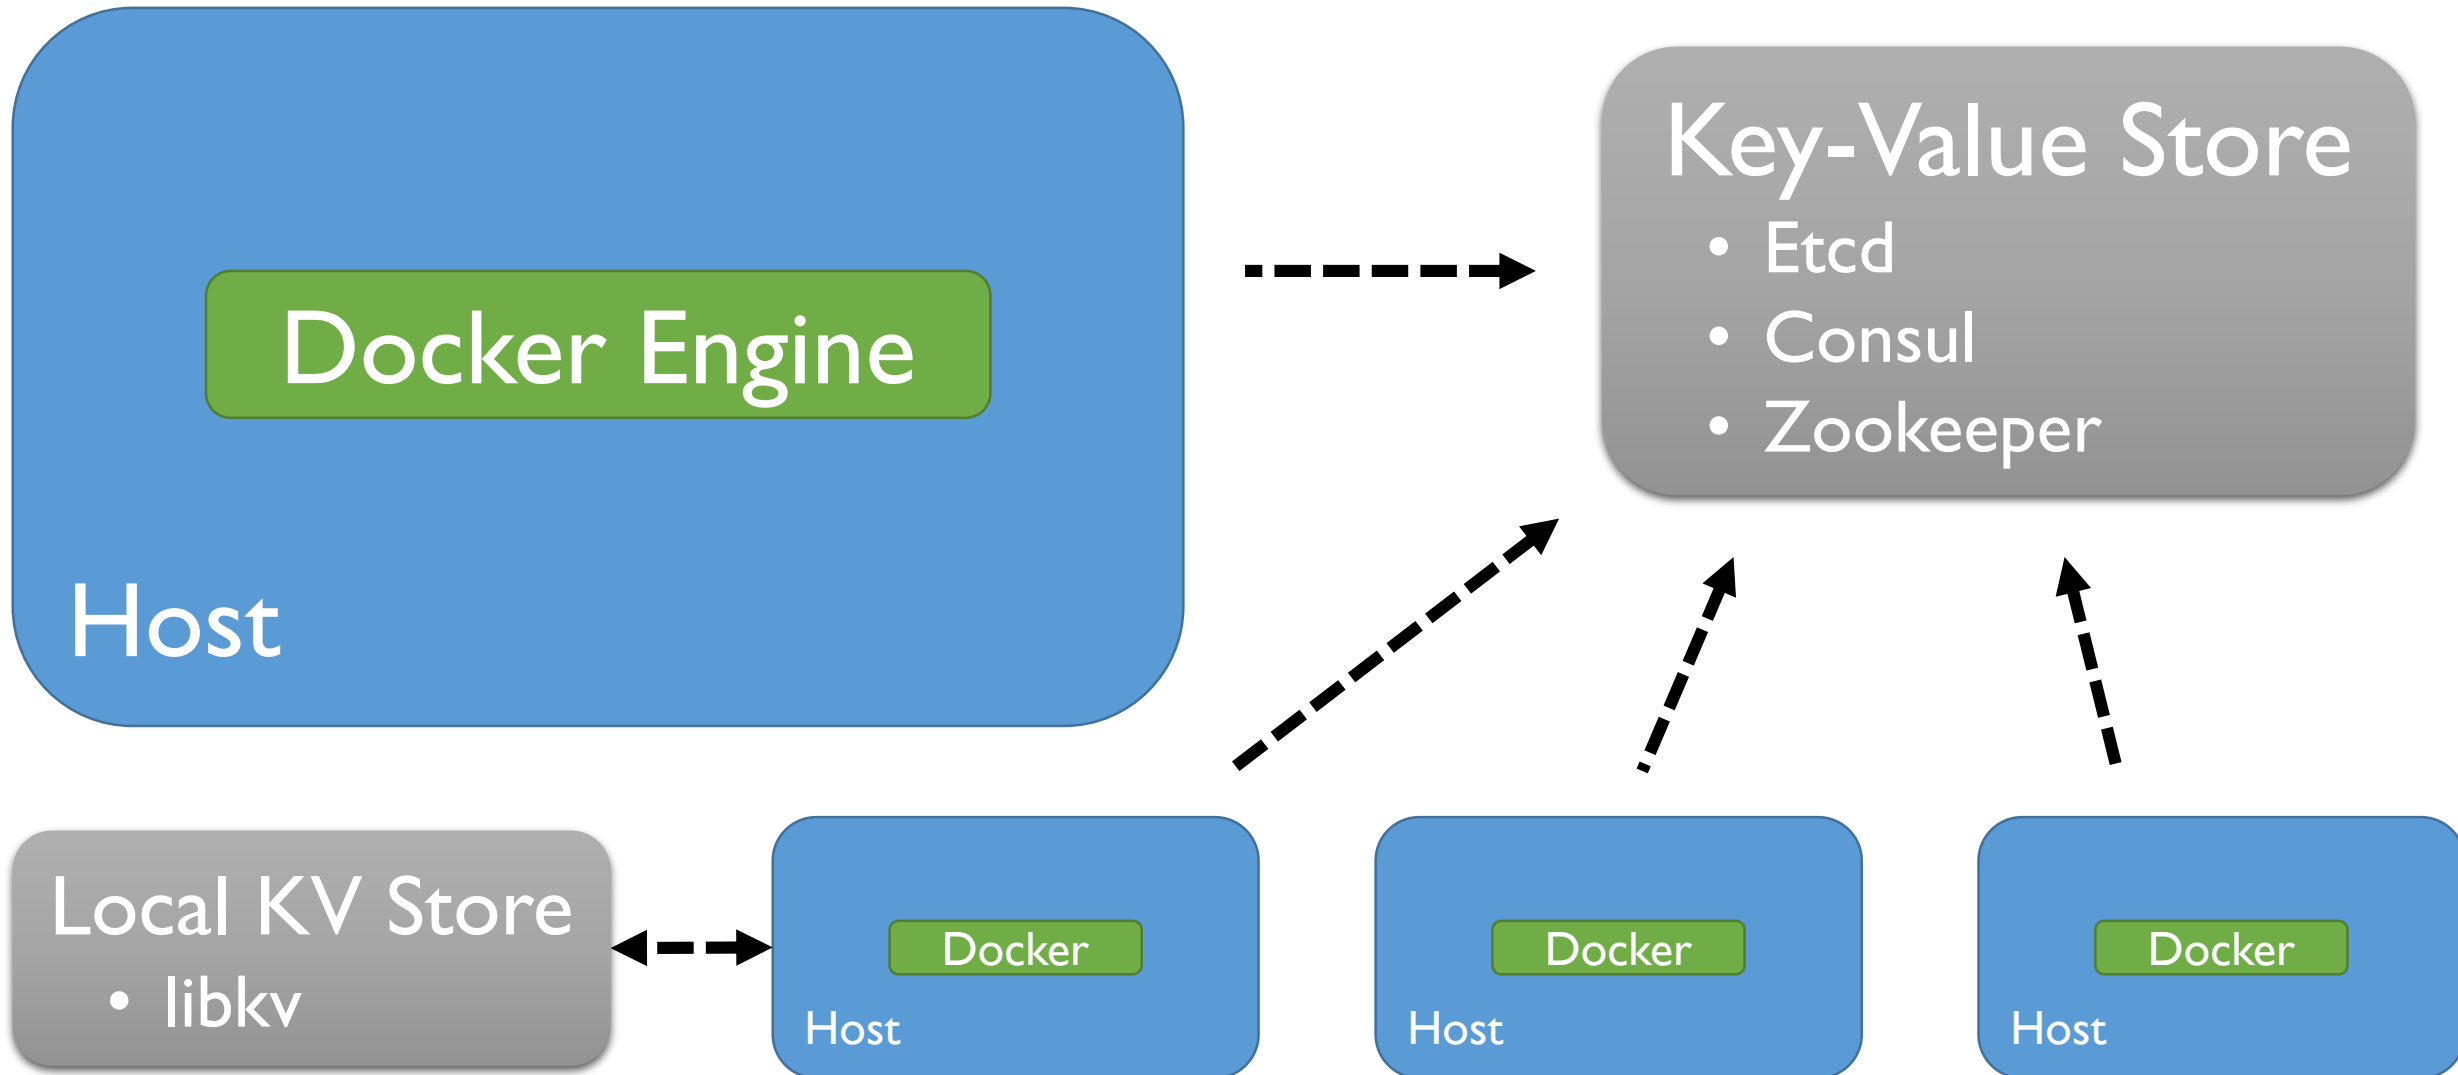 Docker Engine
Host
Key-Value Store
• Etcd
• Consul
• Zookeeper
Local KV Store
• libkv
Docker
Host
Docker
Host
Docker
Host